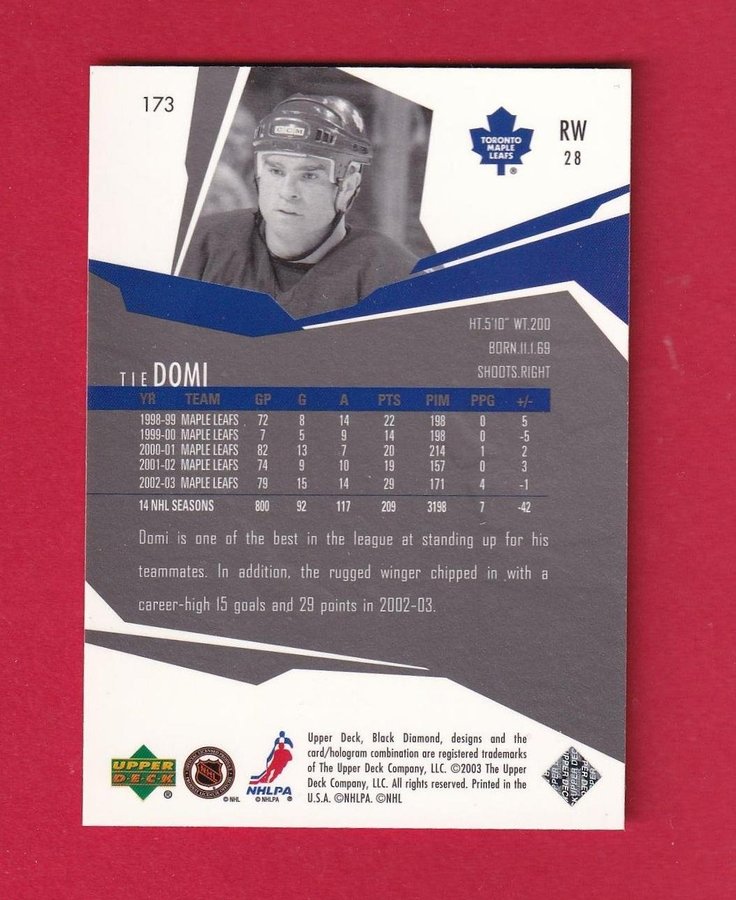 173
CCM
TORONTO
MAPLE
LEAFS
®
RW
28
HT.5'10" WT.200
BORN.11.1.69
SHOOTS.RIGHT
TIE DOMI
YR TEAM GP G A PTS PIM PPG +/-
1998-99 MAPLE LEAFS 72 8 14 22 198 0 5
1999-00 MAPLE LEAFS 7 5 9 14 198 0 -5
2000-01 MAPLE LEAFS 82 13 7 20 214 1 2
2001-02 MAPLE LEAFS 74 9 10 19 157 0 3
2002-03 MAPLE LEAFS 79 15 14 29 171 4 -1
14 NHL SEASONS 800 92 117 209 3198 7 -42
Domi is one of the best in the league at standing up for his
teammates. In addition, the rugged winger chipped in with a
career-high 15 goals and 29 points in 2002-03.
UPPER
DECK
®
NHL
©NHL
NHLPA
©NHLPA ®
Upper Deck, Black Diamond, designs and the
card/hologram combination are registered trademarks
of The Upper Deck Company, LLC. ©2003 The Upper
Deck Company, LLC. All rights reserved. Printed in the
U.S.A. ©NHLPA. ©NHL